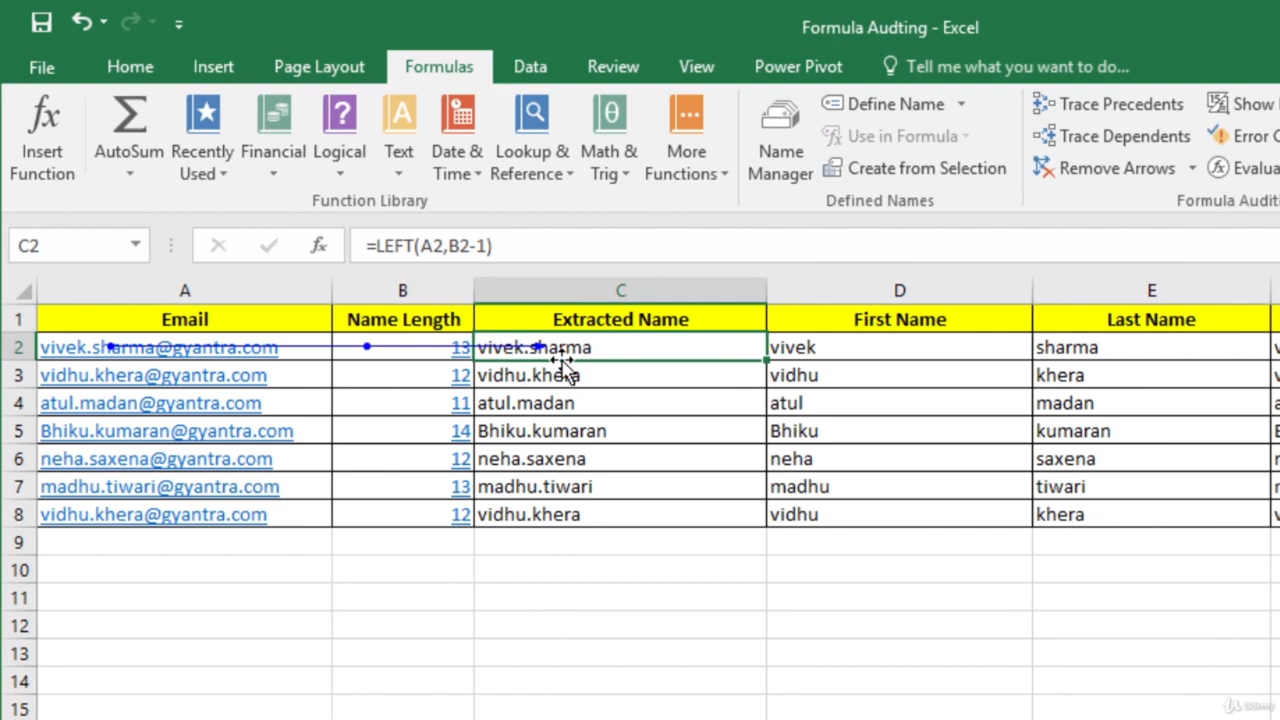 Formula Audting - Excel
File Home Insert Page Layout Formulas Data Review View Power Pivot Tell me what you want to do...
fx Σ ? A θ
Insert Function
AutoSum
Recently Used
Financial
Logical
Text
Date & Time
Lookup & Reference
Math & Trig
More Functions
Function Library
Name Manager
Define Name
Use in Formula
Create from Selection
Defined Names
Trace Precedents
Trace Dependents
Remove Arrows
Show
Error
Formula
C2 fx =LEFT(A2,B2-1)
A B C D E
1 Email Name Length Extracted Name First Name Last Name
2 vivek.sharma@gyantra.com 13 vivek.sharma vivek sharma
3 vidhu.khera@gyantra.com 12 vidhu.khera vidhu khera
4 atul.madan@gyantra.com 11 atul.madan atul madan
5 Bhiku.kumaran@gyantra.com 14 Bhiku.kumaran Bhiku kumaran
6 neha.saxena@gyantra.com 12 neha.saxena neha saxena
7 madhu.tiwari@gyantra.com 13 madhu.tiwari madhu tiwari
8 vidhu.khera@gyantra.com 12 vidhu.khera vidhu khera
9
10
11
12
13
14
15
Udemy